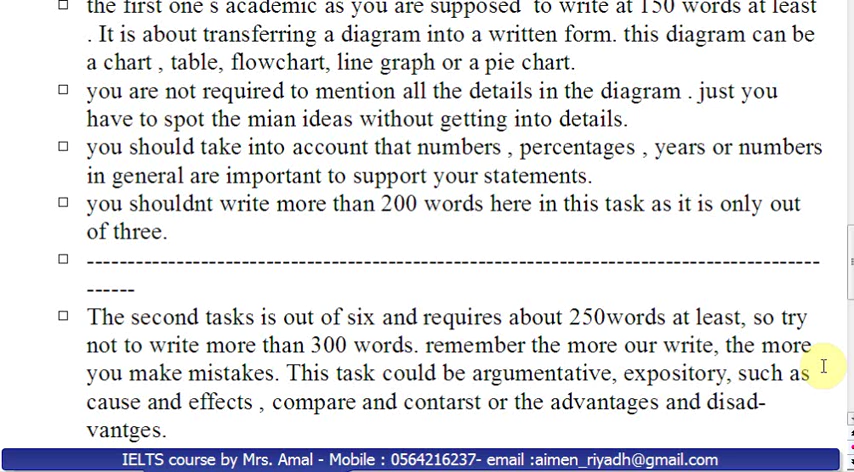 the first one s academic as you are supposed to write at 150 words at least
. It is about transferring a diagram into a written form. this diagram can be
a chart , table, flowchart, line graph or a pie chart.
you are not required to mention all the details in the diagram . just you
have to spot the mian ideas without getting into details.
you should take into account that numbers , percentages , years or numbers
in general are important to support your statements.
you shouldnt write more than 200 words here in this task as it is only out
of three.
-----------------------------------------------------------------------------------------
------
The second tasks is out of six and requires about 250words at least, so try
not to write more than 300 words. remember the more our write, the more
you make mistakes. This task could be argumentative, expository, such as
cause and effects , compare and contarst or the advantages and disad-
vantges.
IELTS course by Mrs. Amal - Mobile : 0564216237- email :aimen_riyadh@gmail.com